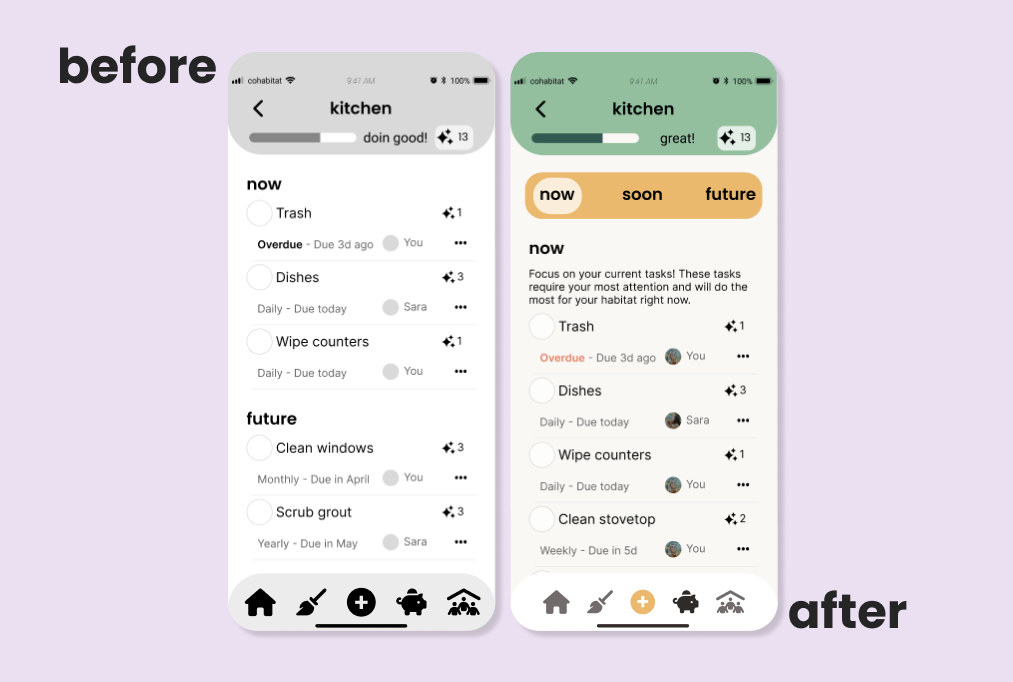 before
cohabitat 9:41 AM 100%
kitchen
doin good! 13
now
Trash 1
Overdue - Due 3d ago You
Dishes 3
Daily - Due today Sara
Wipe counters 1
Daily - Due today You
future
Clean windows 3
Monthly - Due in April You
Scrub grout 3
Yearly - Due in May Sara
cohabitat 9:41 AM 100%
kitchen
great! 13
now soon future
now
Focus on your current tasks! These tasks
require your most attention and will do the
most for your habitat right now.
Trash 1
Overdue - Due 3d ago You
Dishes 3
Daily - Due today Sara
Wipe counters 1
Daily - Due today You
Clean stovetop 2
Weekly - Due in 5d You
after